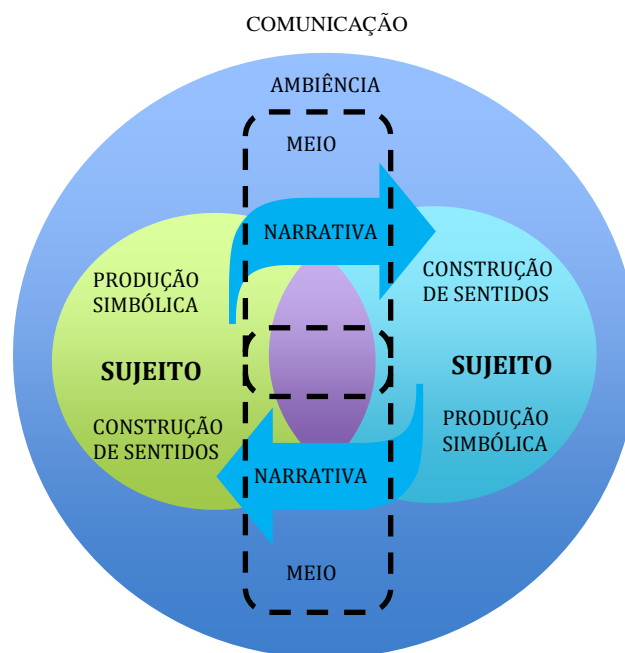 COMUNICAÇÃO
AMBIÊNCIA
MEIO
NARRATIVA
PRODUÇÃO
SIMBÓLICA
SUJEITO
CONSTRUÇÃO
DE SENTIDOS
CONSTRUÇÃO
DE SENTIDOS
SUJEITO
PRODUÇÃO
SIMBÓLICA
NARRATIVA
MEIO